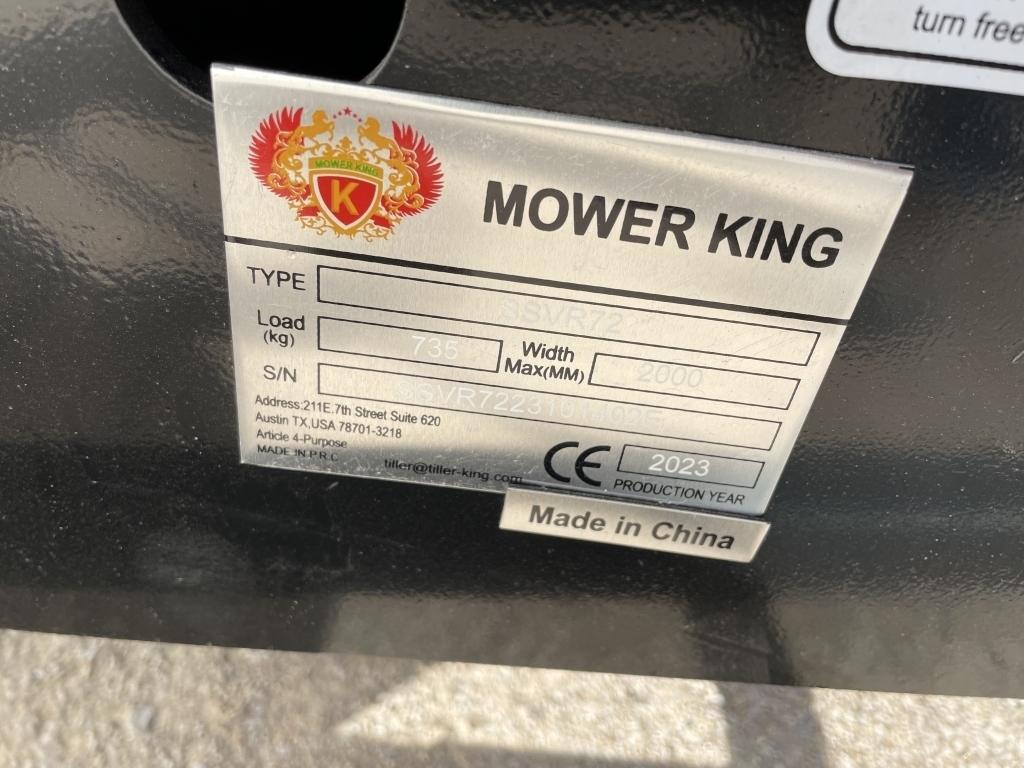 turn free
MOWER KING
K
MOWER KING
TYPE SSVR72
Load (kg) 735 Width Max(MM) 2000
S/N
Address:211E.7th Street Suite 620
Austin TX,USA 78701-3218
Article 4-Purpose
MADE IN P.R.C
tiller@tiller-king.com
CE 2023
PRODUCTION YEAR
Made in China